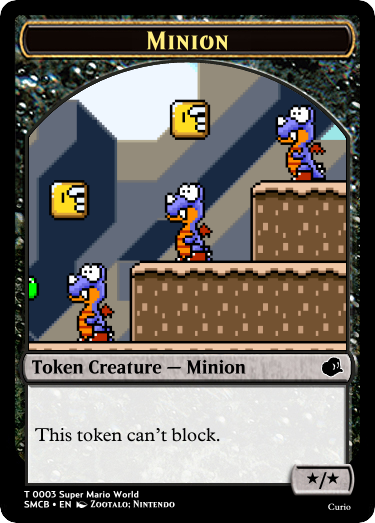 Minion
Token Creature — Minion
This token can't block.
★/★
T 0003 Super Mario World
SMCB • EN Zootalo; Nintendo
Curio